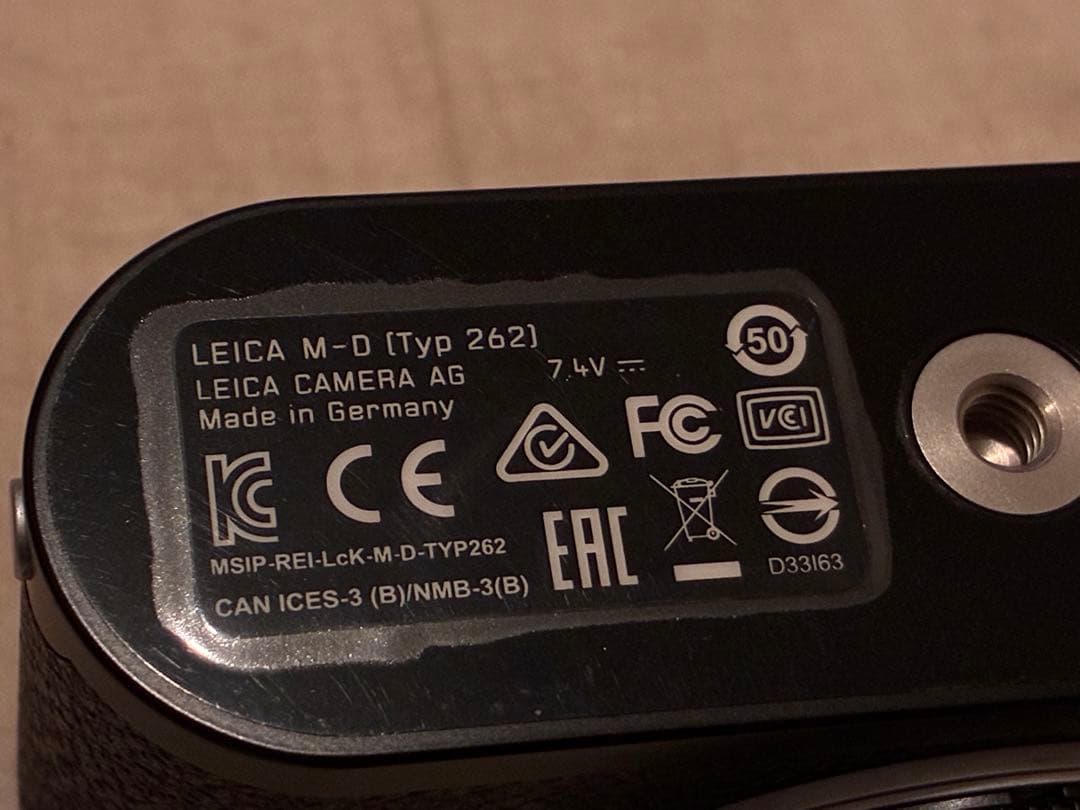 LEICA M-D (Typ 262)
LEICA CAMERA AG
7.4V
Made in Germany
50
FC
VCI
KC
CE
MSIP-REI-LcK-M-D-TYP262
EAC
D33I63
CAN ICES-3 (B)/NMB-3(B)